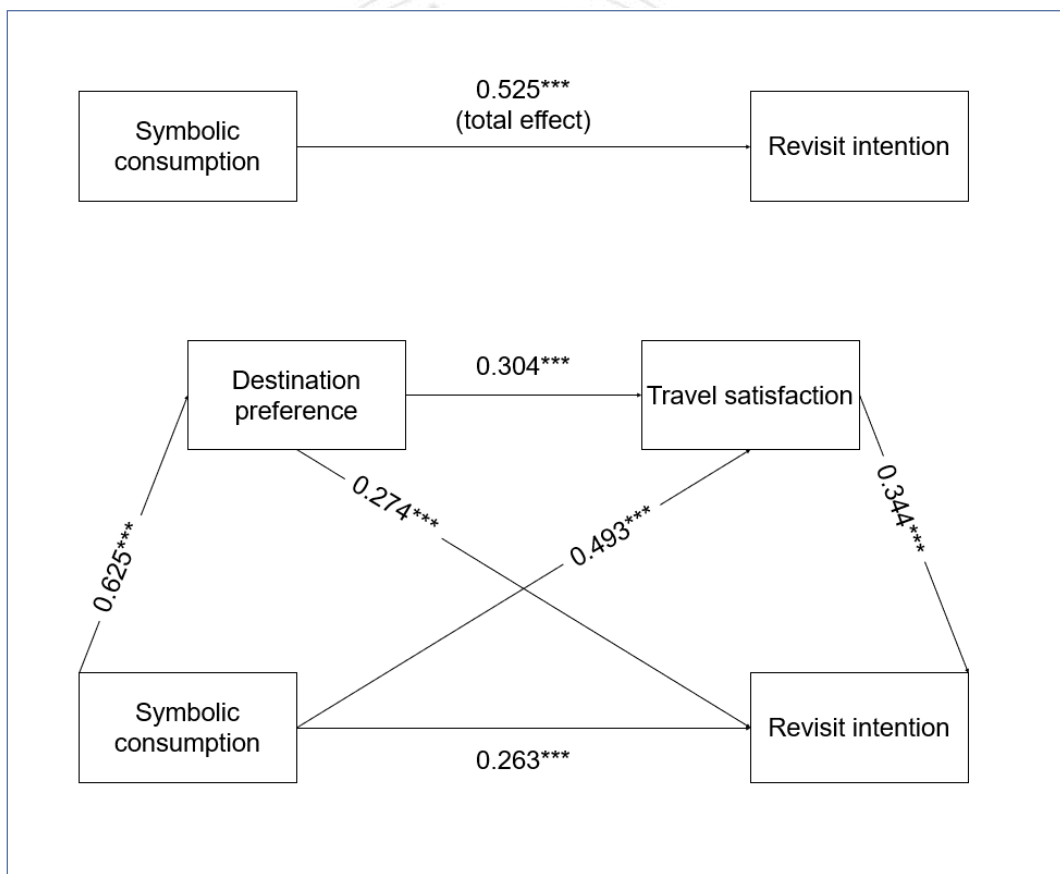 0.525***
(total effect)
Symbolic
consumption
Revisit intention
Destination
preference
0.304***
Travel satisfaction
0.625***
0.274***
0.493***
0.344***
Symbolic
consumption
0.263***
Revisit intention